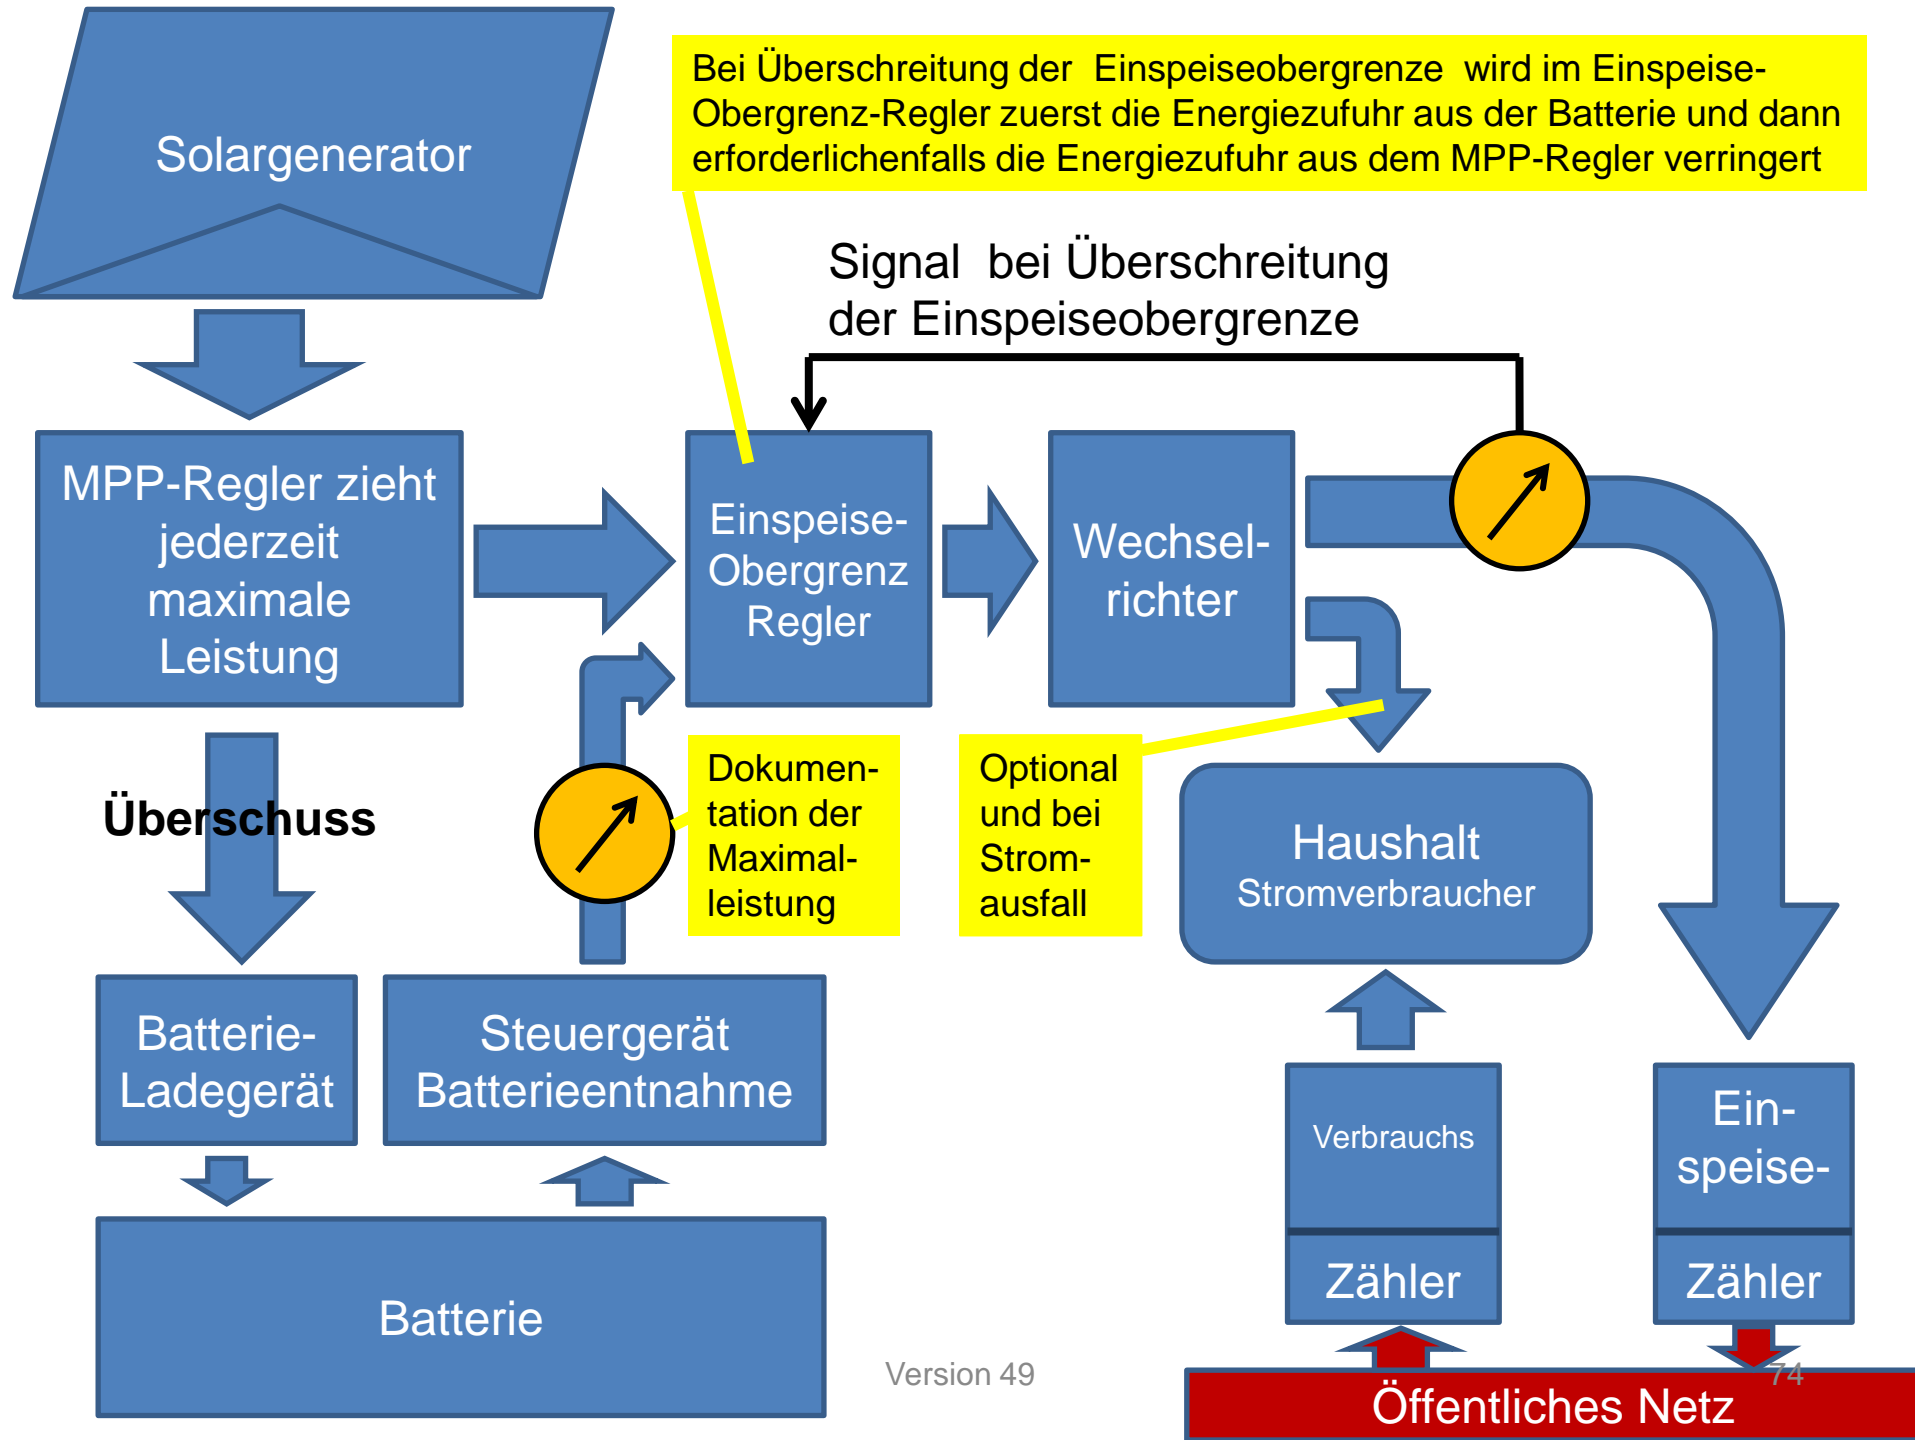 Solargenerator
Bei Überschreitung der Einspeiseobergrenze wird im Einspeise-
Obergrenz-Regler zuerst die Energiezufuhr aus der Batterie und dann
erforderlichenfalls die Energiezufuhr aus dem MPP-Regler verringert
Signal bei Überschreitung
der Einspeiseobergrenze
MPP-Regler zieht
jederzeit
maximale
Leistung
Einspeise-
Obergrenz
Regler
Wechsel-
richter
Überschuss
Dokumen-
tation der
Maximal-
leistung
Optional
und bei
Strom-
ausfall
Haushalt
Stromverbraucher
Batterie-
Ladegerät
Steuergerät
Batterieentnahme
Verbrauchs
Zähler
Ein-
speise-
Zähler
Batterie
Version 49
74
Öffentliches Netz